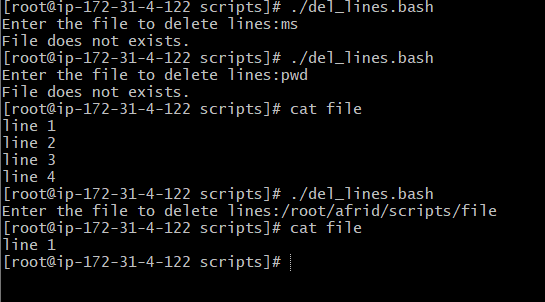 [root@ip-172-31-4-122 scripts]# ./del_lines.bash
Enter the file to delete lines:ms
File does not exists.
[root@ip-172-31-4-122 scripts]# ./del_lines.bash
Enter the file to delete lines:pwd
File does not exists.
[root@ip-172-31-4-122 scripts]# cat file
line 1
line 2
line 3
line 4
[root@ip-172-31-4-122 scripts]# ./del_lines.bash
Enter the file to delete lines:/root/afrid/scripts/file
[root@ip-172-31-4-122 scripts]# cat file
line 1
[root@ip-172-31-4-122 scripts]#